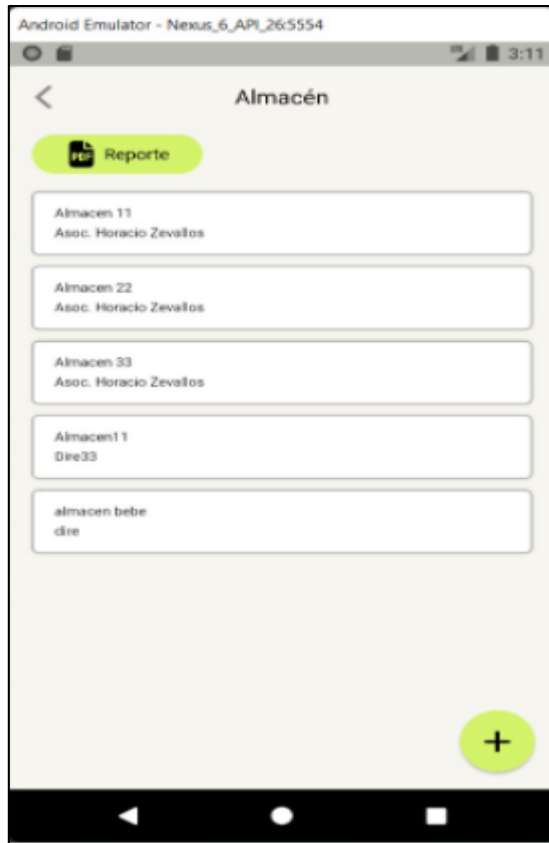 Android Emulator - Nexus_6_API_26:5554
3:11
Almacén
PDF Reporte
Almacen 11
Asoc. Horacio Zevallos
Almacen 22
Asoc. Horacio Zevallos
Almacen 33
Asoc. Horacio Zevallos
Almacen11
Dire33
almacen bebe
dire